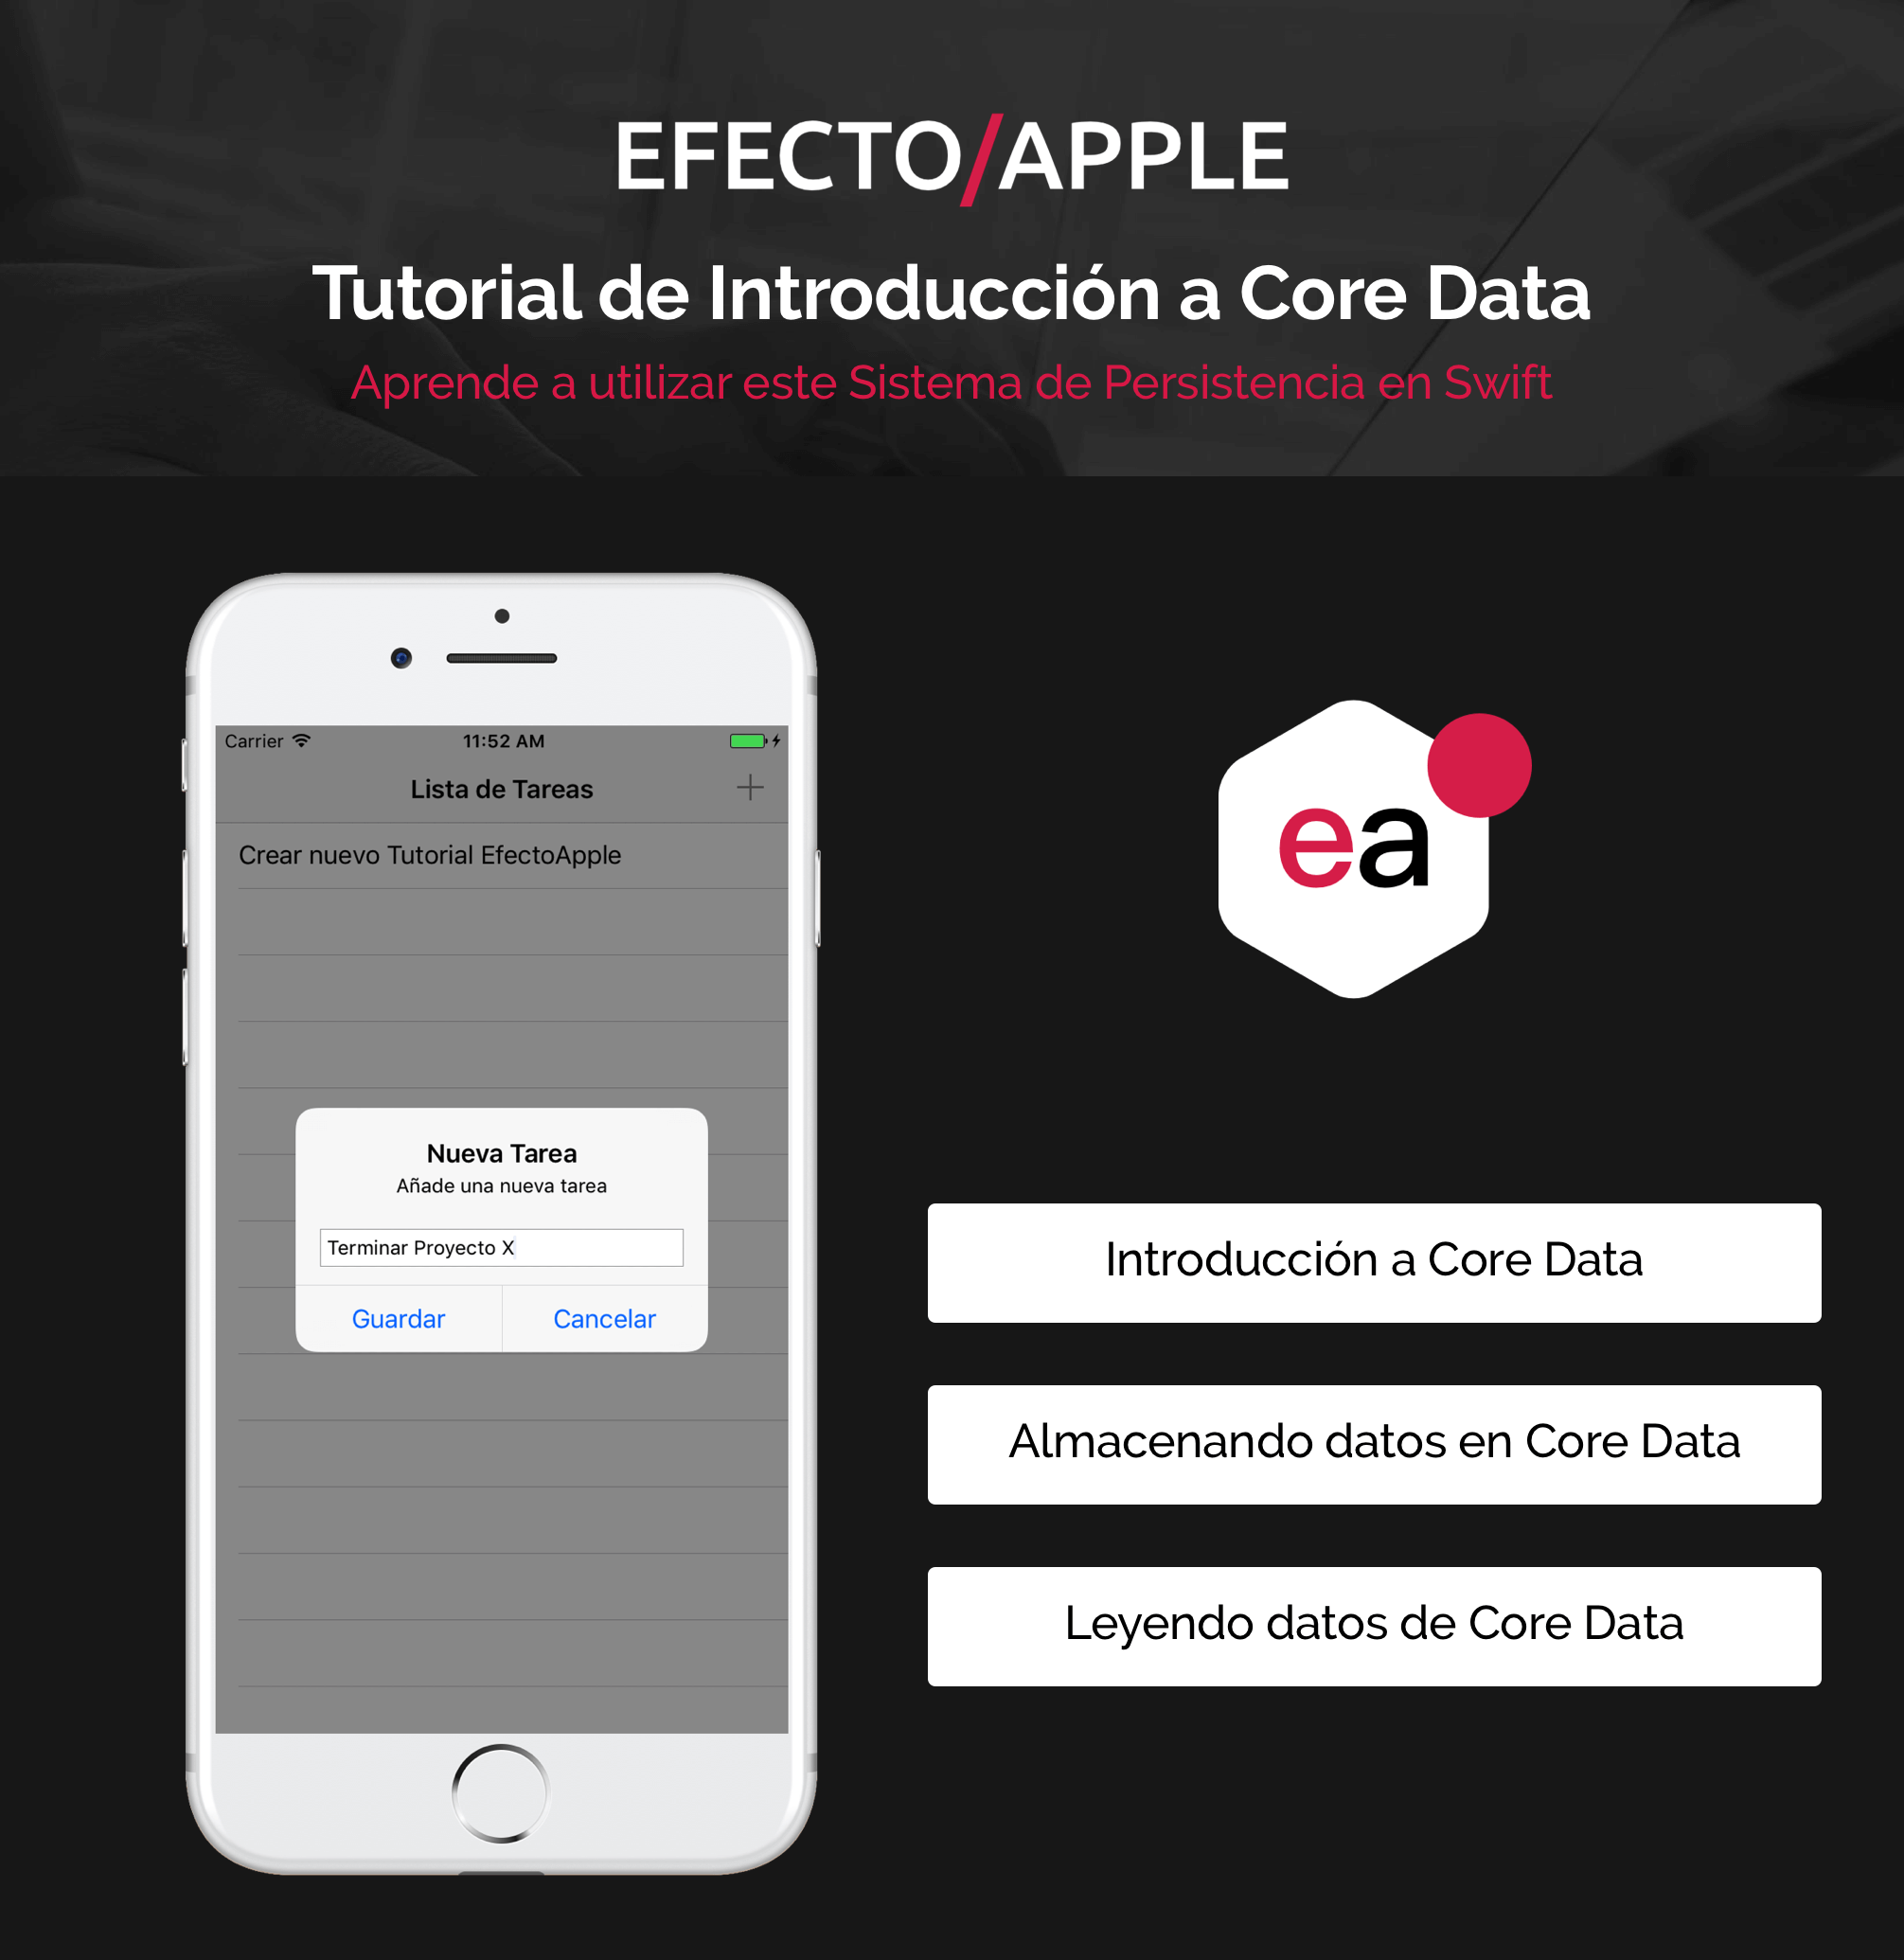 EFECTO/APPLE
Tutorial de Introducción a Core Data
Aprende a utilizar este Sistema de Persistencia en Swift
Carrier 11:52 AM
Lista de Tareas
Crear nuevo Tutorial EfectoApple
Nueva Tarea
Añade una nueva tarea
Terminar Proyecto X
Guardar Cancelar
ea
Introducción a Core Data
Almacenando datos en Core Data
Leyendo datos de Core Data